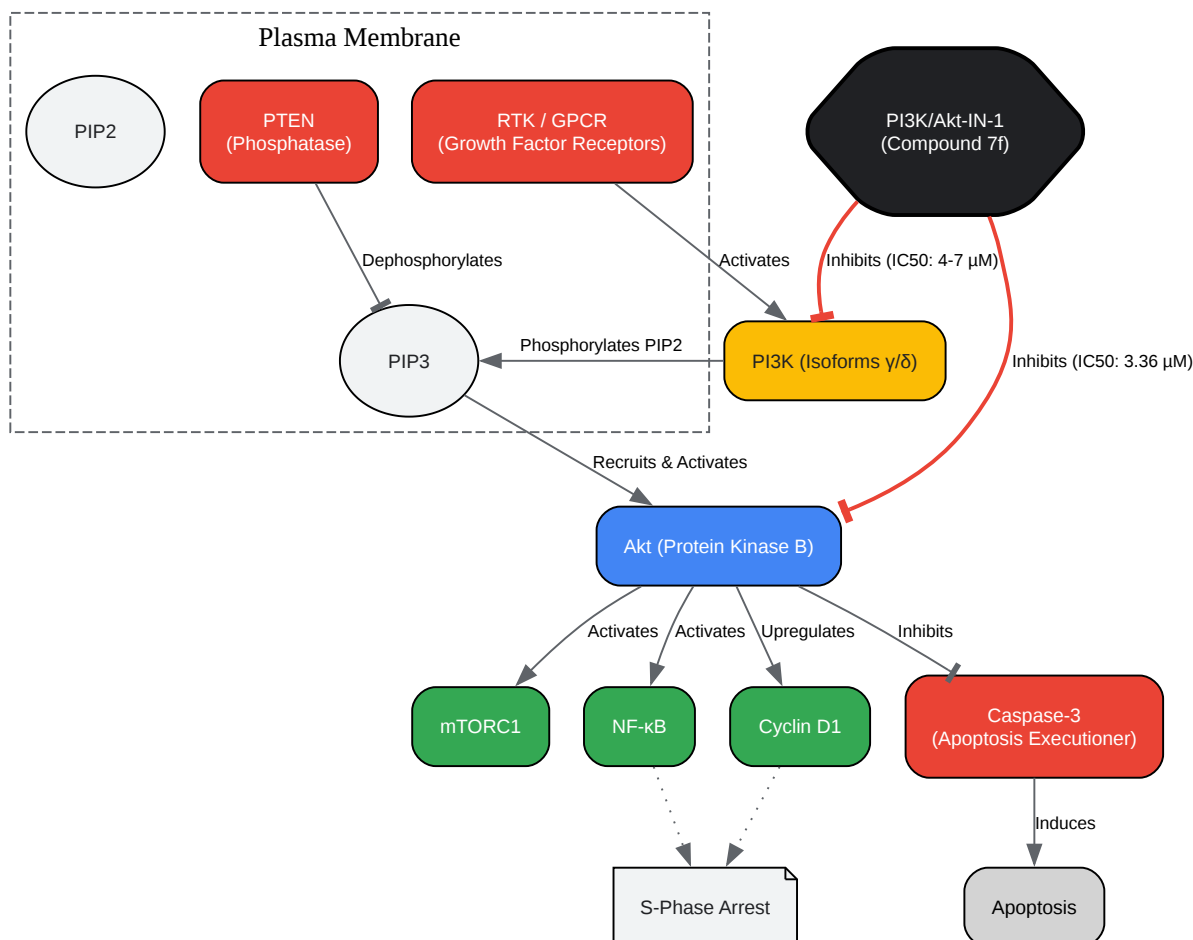 Plasma Membrane
PIP2
PTEN
(Phosphatase)
RTK / GPCR
(Growth Factor Receptors)
PI3K/Akt-IN-1
(Compound 7f)
Dephosphorylates
Activates
Inhibits (IC50: 4-7 µM)
Phosphorylates PIP2
PIP3
PI3K (Isoforms γ/δ)
Inhibits (IC50: 3.36 µM)
Recruits & Activates
Akt (Protein Kinase B)
Activates
Activates
Upregulates
Inhibits
mTORC1
NF-κB
Cyclin D1
Caspase-3
(Apoptosis Executioner)
Induces
S-Phase Arrest
Apoptosis